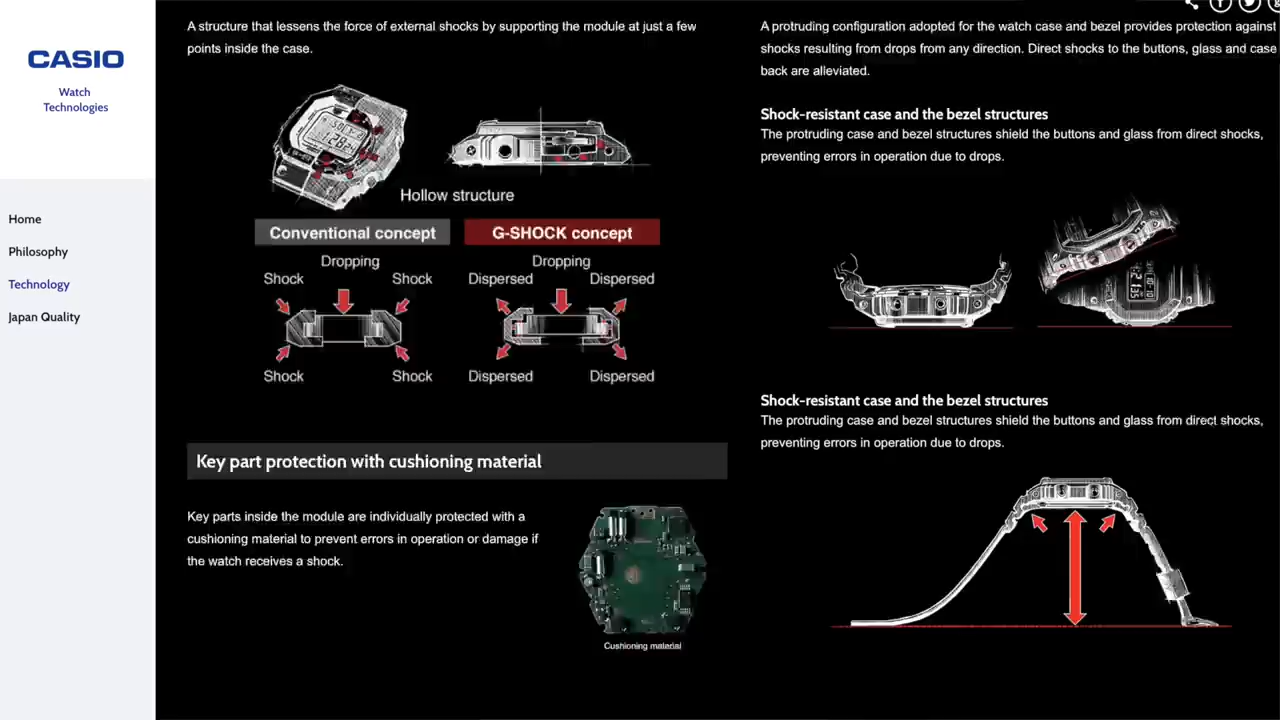 CASIO
Watch
Technologies
Home
Philosophy
Technology
Japan Quality
A structure that lessens the force of external shocks by supporting the module at just a few
points inside the case.
Hollow structure
Conventional concept
G-SHOCK concept
Dropping
Shock
Shock
Shock
Shock
Dropping
Dispersed
Dispersed
Dispersed
Dispersed
Key part protection with cushioning material
Key parts inside the module are individually protected with a
cushioning material to prevent errors in operation or damage if
the watch receives a shock.
Cushioning material
A protruding configuration adopted for the watch case and bezel provides protection against
shocks resulting from drops from any direction. Direct shocks to the buttons, glass and case
back are alleviated.
Shock-resistant case and the bezel structures
The protruding case and bezel structures shield the buttons and glass from direct shocks,
preventing errors in operation due to drops.
Shock-resistant case and the bezel structures
The protruding case and bezel structures shield the buttons and glass from direct shocks,
preventing errors in operation due to drops.